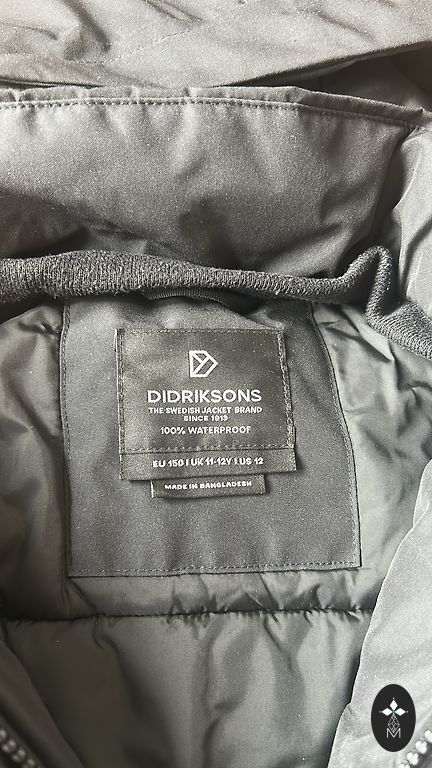 DIDRIKSONS
THE SWEDISH JACKET BRAND
SINCE 1913
100% WATERPROOF
EU 150 | UK 11-12Y | US 12
MADE IN BANGLADESH
M